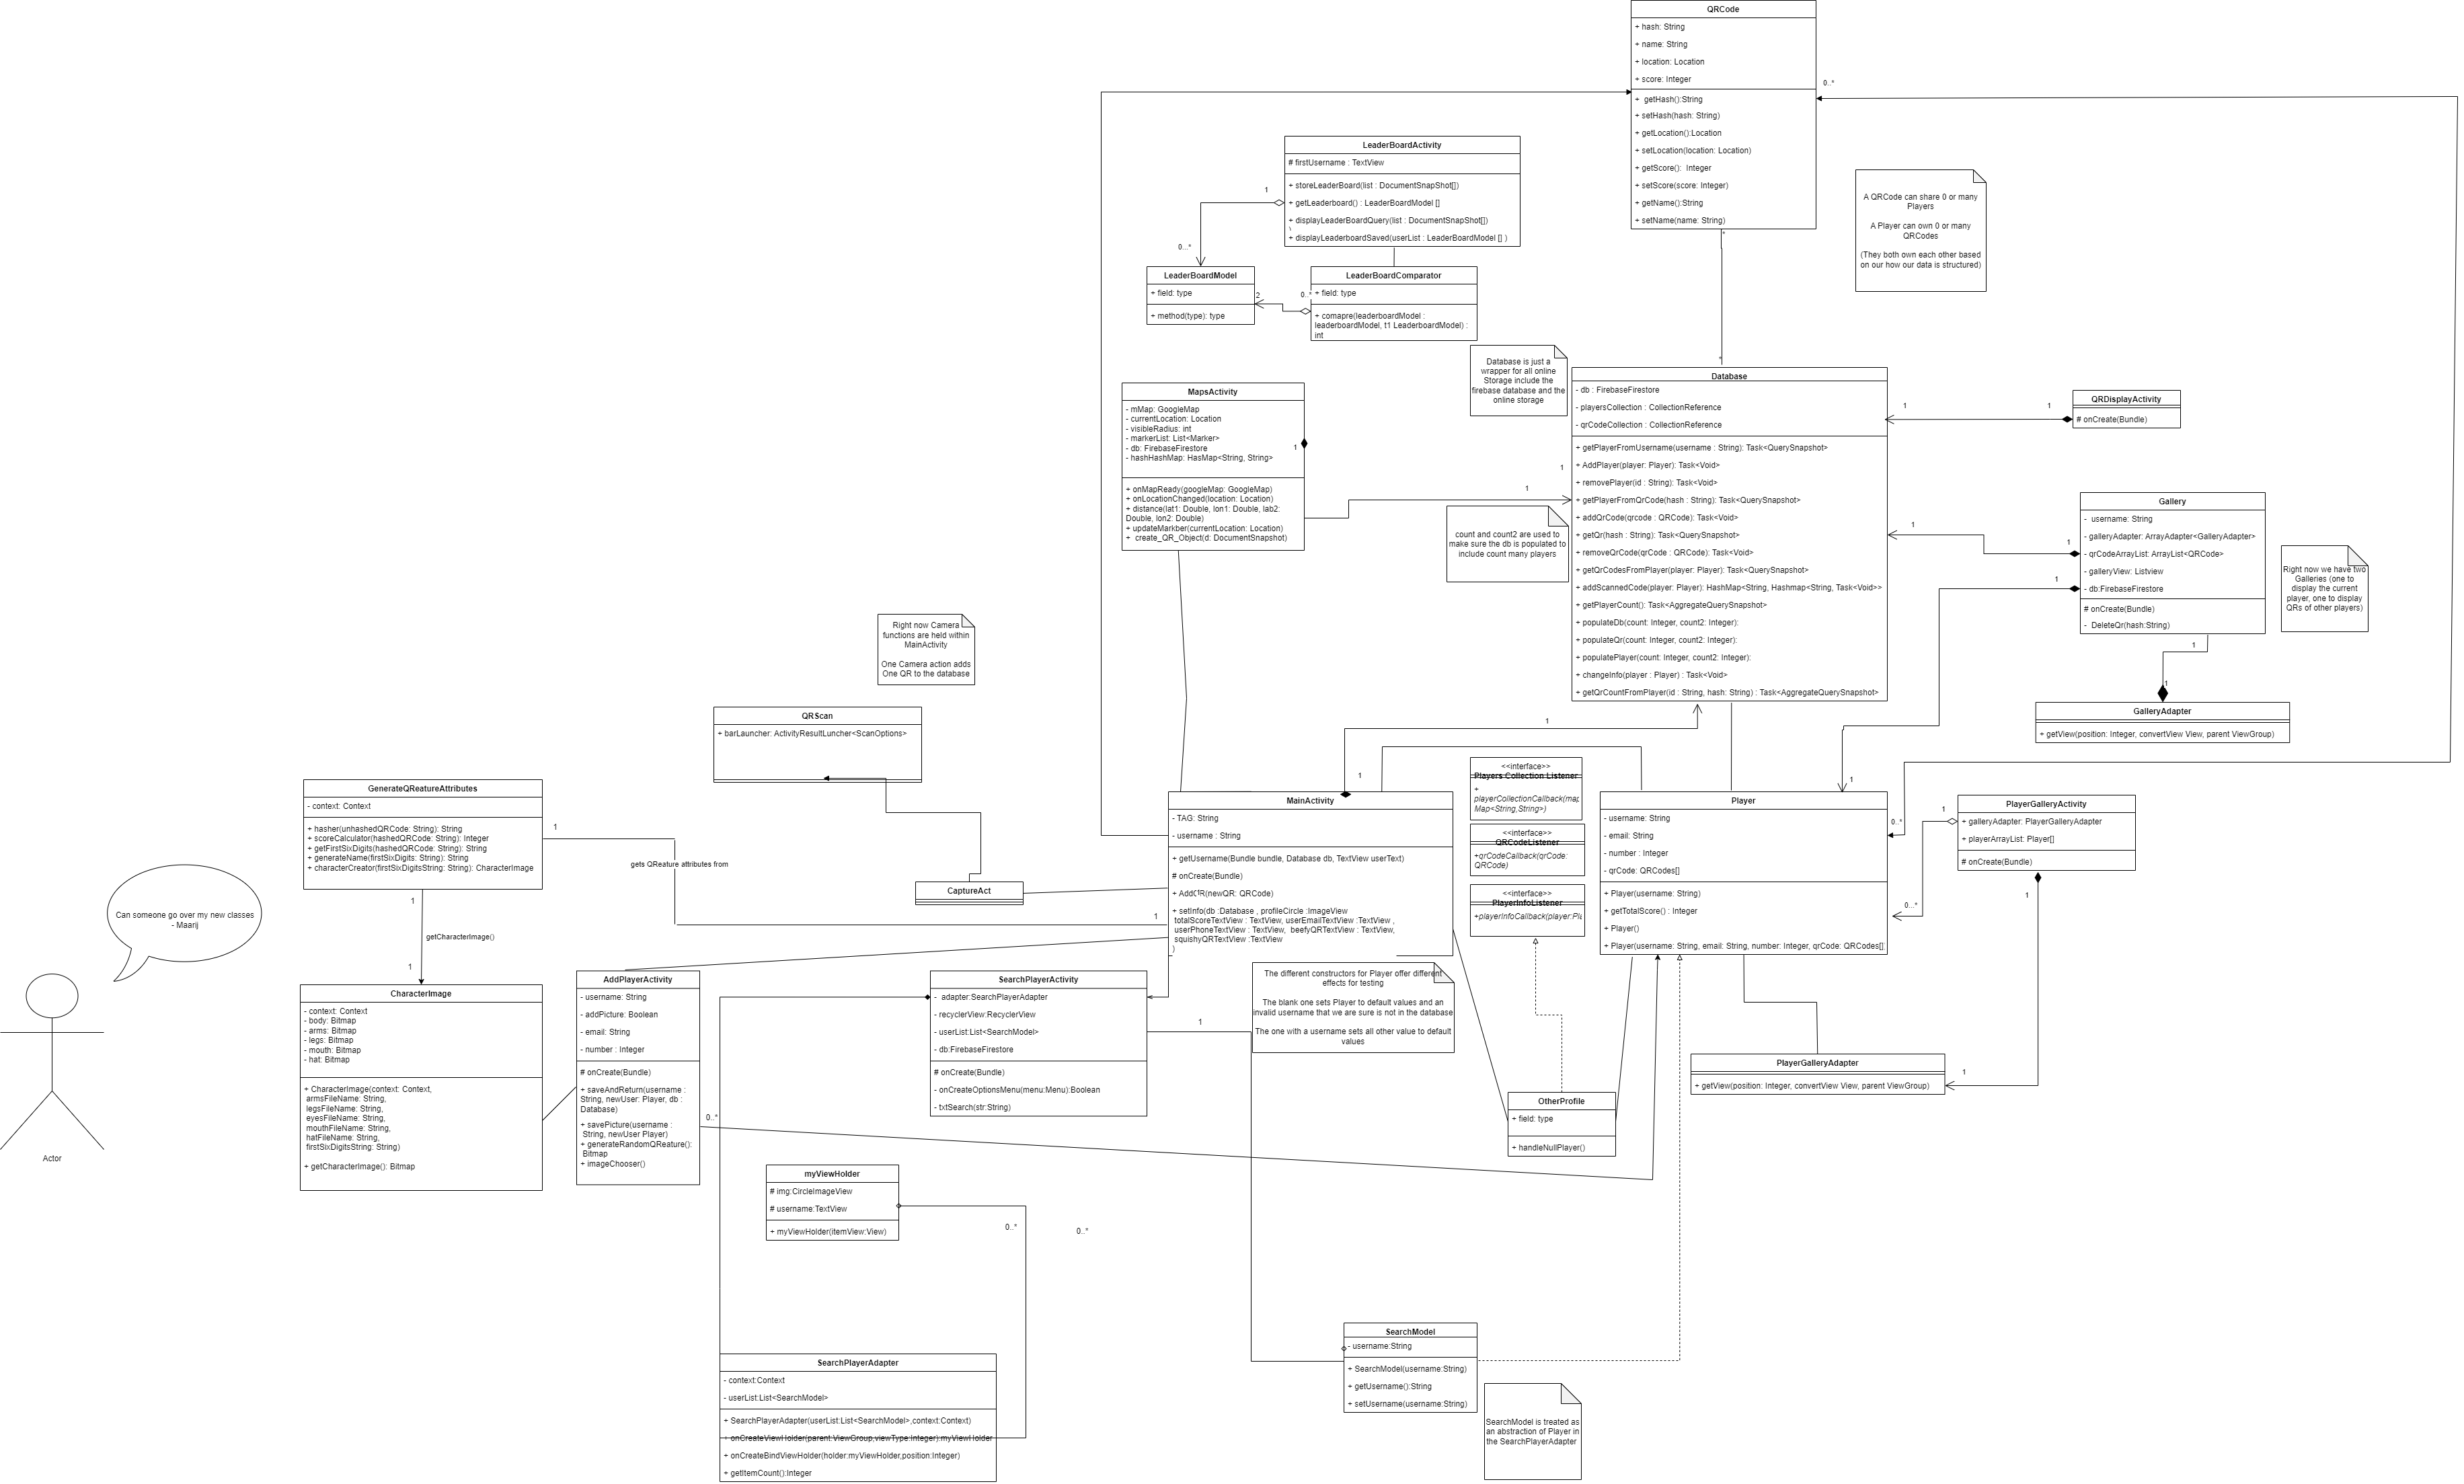 QRCode
+ hash: String
+ name: String
+ location: Location
+ score: Integer
+  getHash():String
+ setHash(hash: String)
+ getLocation():Location
+ setLocation(location: Location)
+ getScore():  Integer
+ setScore(score: Integer)
+ getName():String
+ setName(name: String)
*
0..*
A QRCode can share 0 or many
Players
A Player can own 0 or many
QRCodes
(They both own each other based
on our how our data is structured)
LeaderBoardActivity
# firstUsername : TextView
+ storeLeaderBoard(list : DocumentSnapShot[])
+ getLeaderboard() : LeaderBoardModel []
+ displayLeaderBoardQuery(list : DocumentSnapShot[])
)
+ displayLeaderboardSaved(userList : LeaderBoardModel [] )
1
0...*
LeaderBoardModel
+ field: type
+ method(type): type
2
0..*
LeaderBoardComparator
+ field: type
+ comapre(leaderboardModel :
leaderboardModel, t1 LeaderboardModel) :
int
Database is just a
wrapper for all online
Storage include the
firebase database and the
online storage
MapsActivity
- mMap: GoogleMap
- currentLocation: Location
- visibleRadius: int
- markerList: List<Marker>
- db: FirebaseFirestore
- hashHashMap: HasMap<String, String>
+ onMapReady(googleMap: GoogleMap)
+ onLocationChanged(location: Location)
+ distance(lat1: Double, lon1: Double, lab2:
Double, lon2: Double)
+ updateMarkber(currentLocation: Location)
+  create_QR_Object(d: DocumentSnapshot)
1
1
1
count and count2 are used to
make sure the db is populated to
include count many players
*
Database
- db : FirebaseFirestore
- playersCollection : CollectionReference
- qrCodeCollection : CollectionReference
+ getPlayerFromUsername(username : String): Task<QuerySnapshot>
+ AddPlayer(player: Player): Task<Void>
+ removePlayer(id : String): Task<Void>
+ getPlayerFromQrCode(hash : String): Task<QuerySnapshot>
+ addQrCode(qrcode : QRCode): Task<Void>
+ getQr(hash : String): Task<QuerySnapshot>
+ removeQrCode(qrCode : QRCode): Task<Void>
+ getQrCodesFromPlayer(player: Player): Task<QuerySnapshot>
+ addScannedCode(player: Player): HashMap<String, Hashmap<String, Task<Void>>
+ getPlayerCount(): Task<AggregateQuerySnapshot>
+ populateDb(count: Integer, count2: Integer):
+ populateQr(count: Integer, count2: Integer):
+ populatePlayer(count: Integer, count2: Integer):
+ changeInfo(player : Player) : Task<Void>
+ getQrCountFromPlayer(id : String, hash: String) : Task<AggregateQuerySnapshot>
1
1
QRDisplayActivity
# onCreate(Bundle)
Gallery
-  username: String
- galleryAdapter: ArrayAdapter<GalleryAdapter>
- qrCodeArrayList: ArrayList<QRCode>
- galleryView: Listview
- db:FirebaseFirestore
# onCreate(Bundle)
-  DeleteQr(hash:String)
1
1
1
1
1
Right now we have two
Galleries (one to
display the current
player, one to display
QRs of other players)
GalleryAdapter
+ getView(position: Integer, convertView View, parent ViewGroup)
Right now Camera
functions are held within
MainActivity
One Camera action adds
One QR to the database
QRScan
+ barLauncher: ActivityResultLuncher<ScanOptions>
GenerateQReatureAttributes
- context: Context
+ hasher(unhashedQRCode: String): String
+ scoreCalculator(hashedQRCode: String): Integer
+ getFirstSixDigits(hashedQRCode: String): String
+ generateName(firstSixDigits: String): String
+ characterCreator(firstSixDigitsString: String): CharacterImage
1
gets QReature attributes from
1
CaptureAct
1
1
MainActivity
- TAG: String
- username : String
+ getUsername(Bundle bundle, Database db, TextView userText)
# onCreate(Bundle)
+ AddQR(newQR: QRCode)
+ setInfo(db :Database , profileCircle :ImageView
totalScoreTextView : TextView, userEmailTextView :TextView ,
userPhoneTextView : TextView,  beefyQRTextView : TextView,
squishyQRTextView :TextView
)
<<interface>>
Players Collection Listener
+
playerCollectionCallback(map
Map<String,String>)
<<interface>>
QRCodeListener
+qrCodeCallback(qrCode:
QRCode)
<<interface>>
PlayerInfoListener
+playerInfoCallback(player:Pla
1
Player
- username: String
- email: String
- number : Integer
- qrCode: QRCodes[]
+ Player(username: String)
+ getTotalScore() : Integer
+ Player()
+ Player(username: String, email: String, number: Integer, qrCode: QRCodes[]
0..*
1
0...*
PlayerGalleryActivity
+ galleryAdapter: PlayerGalleryAdapter
+ playerArrayList: Player[]
# onCreate(Bundle)
1
1
PlayerGalleryAdapter
+ getView(position: Integer, convertView View, parent ViewGroup)
Can someone go over my new classes
- Maarij
Actor
1
getCharacterImage()
1
CharacterImage
- context: Context
- body: Bitmap
- arms: Bitmap
- legs: Bitmap
- mouth: Bitmap
- hat: Bitmap
+ CharacterImage(context: Context,
armsFileName: String,
legsFileName: String,
eyesFileName: String,
mouthFileName: String,
hatFileName: String,
firstSixDigitsString: String)
+ getCharacterImage(): Bitmap
AddPlayerActivity
- username: String
- addPicture: Boolean
- email: String
- number : Integer
# onCreate(Bundle)
+ saveAndReturn(username :
String, newUser: Player, db :
Database)
+ savePicture(username :
String, newUser Player)
+ generateRandomQReature():
Bitmap
+ imageChooser()
0..*
SearchPlayerActivity
-  adapter:SearchPlayerAdapter
- recyclerView:RecyclerView
- userList:List<SearchModel>
- db:FirebaseFirestore
# onCreate(Bundle)
- onCreateOptionsMenu(menu:Menu):Boolean
- txtSearch(str:String)
1
The different constructors for Player offer different
effects for testing
The blank one sets Player to default values and an
invalid username that we are sure is not in the database
The one with a username sets all other value to default
values
OtherProfile
+ field: type
+ handleNullPlayer()
myViewHolder
# img:CircleImageView
# username:TextView
+ myViewHolder(itemView:View)
0..*
0..*
SearchModel
- username:String
+ SearchModel(username:String)
+ getUsername():String
+ setUsername(username:String)
SearchPlayerAdapter
- context:Context
- userList:List<SearchModel>
+ SearchPlayerAdapter(userList:List<SearchModel>,context:Context)
+ onCreateViewHolder(parent:ViewGroup,viewType:Integer):myViewHolder
+ onCreateBindViewHolder(holder:myViewHolder,position:Integer)
+ getItemCount():Integer
SearchModel is treated as
an abstraction of Player in
the SearchPlayerAdapter